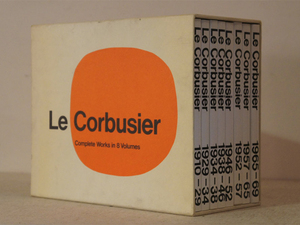 Le Corbusier
Complete Works in 8 Volumes
Le Corbusier 1910–29
Le Corbusier 1929–34
Le Corbusier 1934–38
Le Corbusier 1938–46
Le Corbusier 1946–52
Le Corbusier 1952–57
Le Corbusier 1957–65
Le Corbusier 1965–69